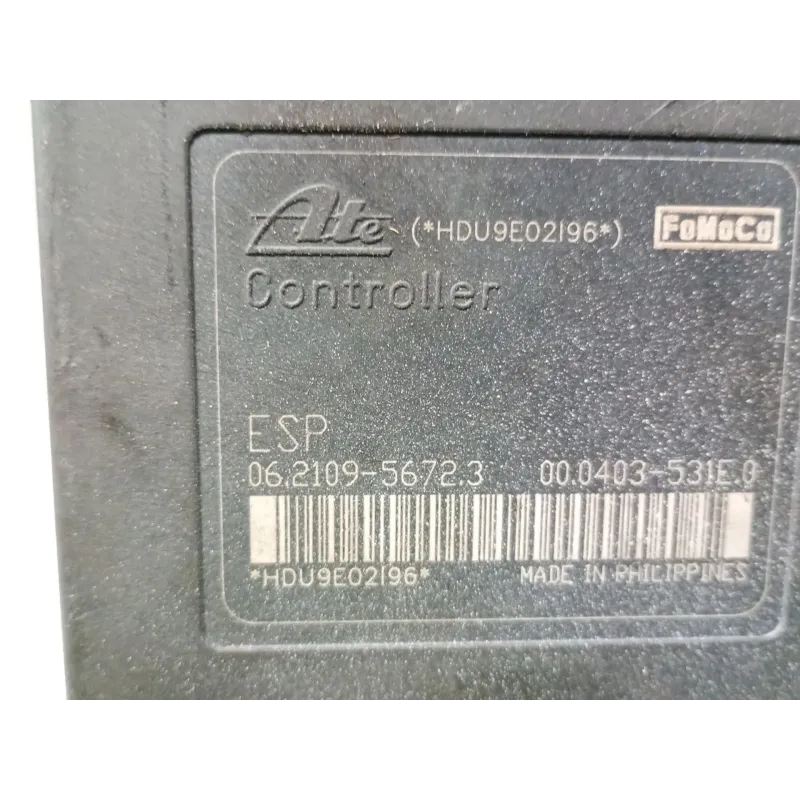 Ate (*HDU9E02I96*) FoMoCo
Controller
ESP
06.2109-5672.3 00.0403-531E.0
*HDU9E02I96* MADE IN PHILIPPINES